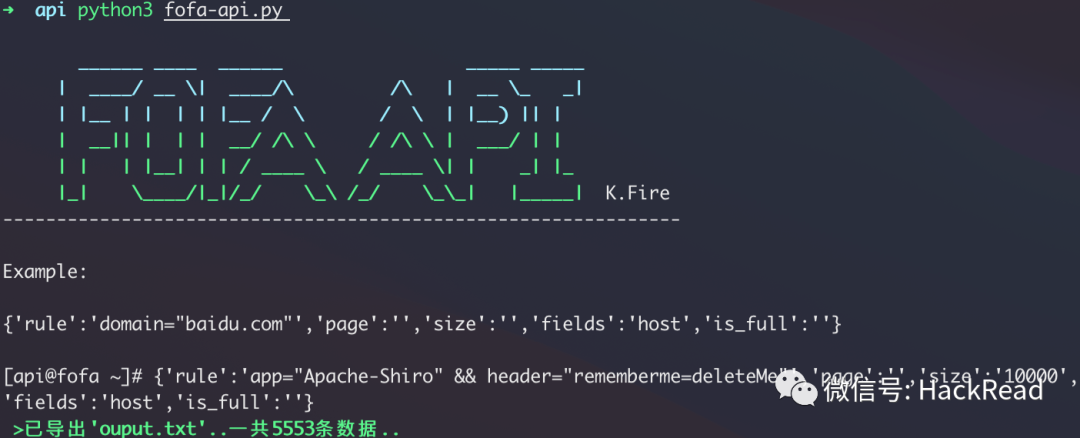 → api python3 fofa-api.py
FOFA API
K.Fire
--------------------------------------------------------------
Example:
{'rule':'domain="baidu.com"','page':'','size':'','fields':'host','is_full':''}
[api@fofa ~]# {'rule':'app="Apache-Shiro" && header="rememberme=deleteMe"','page':'','size':'10000',
'fields':'host','is_full':''}
>已导出'ouput.txt'..一共5553条数据..
微信号: HackRead